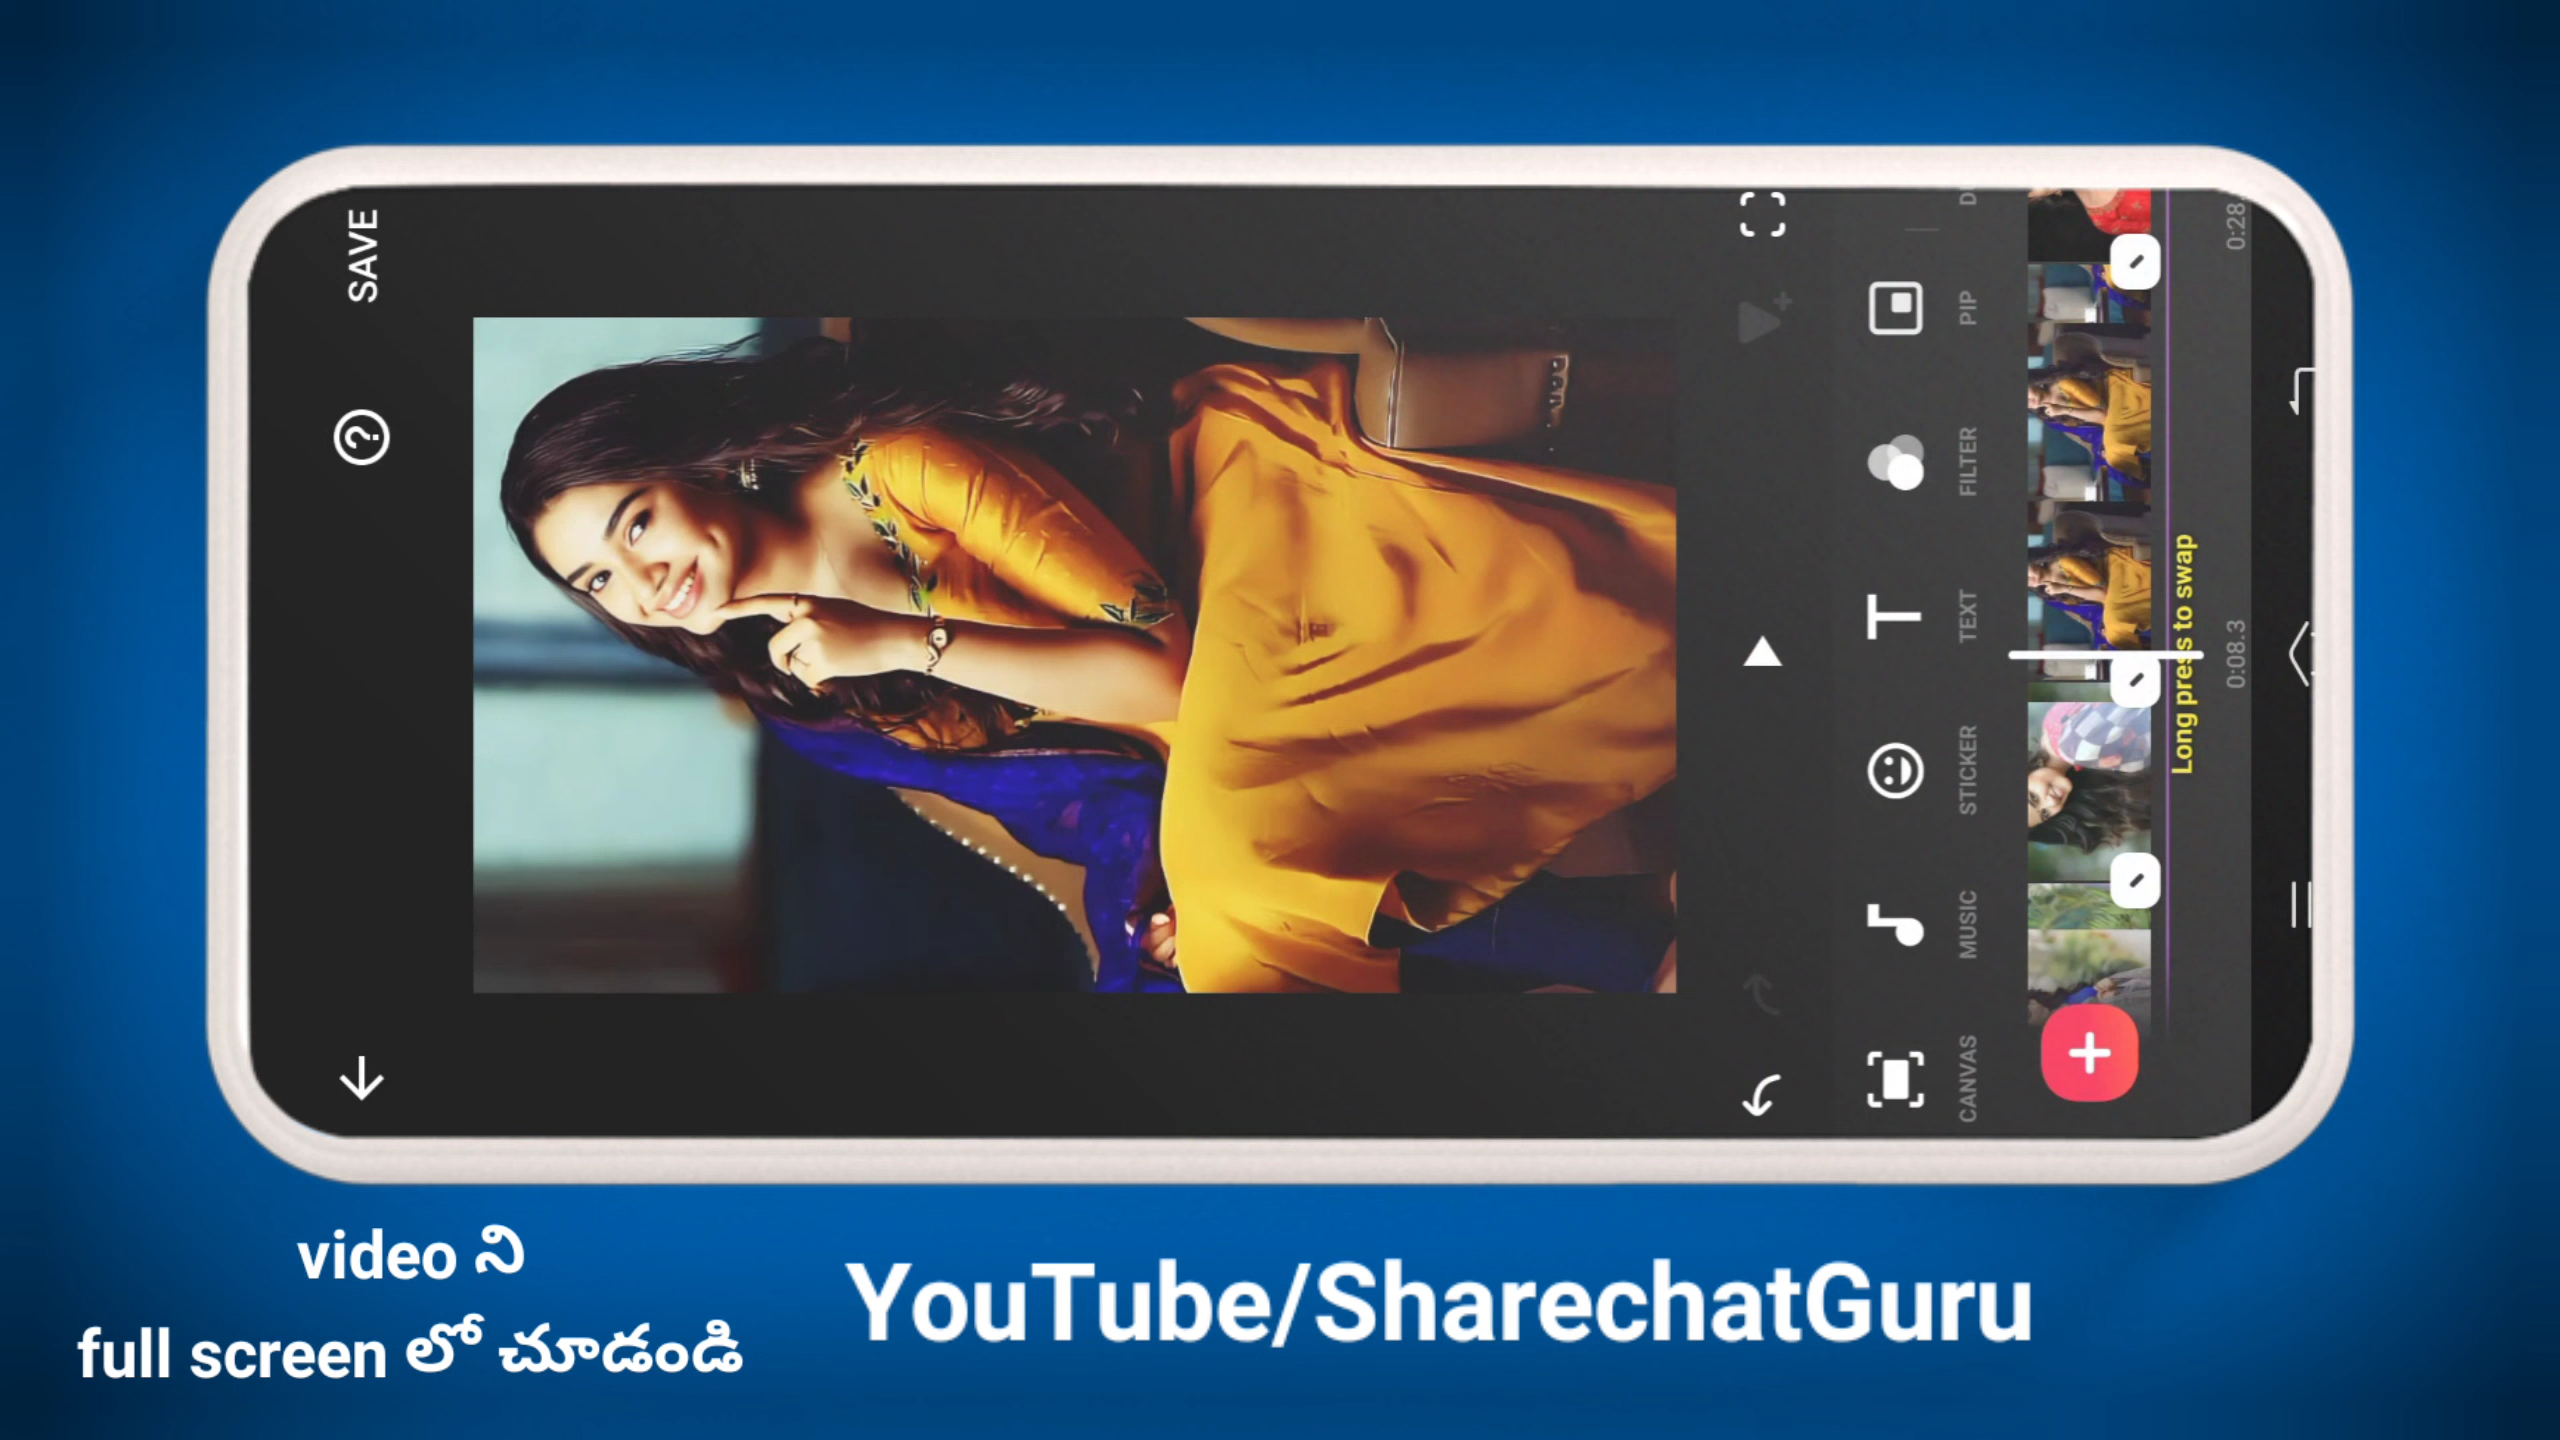 SAVE
D
PIP
FILTER
TEXT
STICKER
MUSIC
CANVAS
Long press to swap
0:28.
0:08.3
video ని
full screen లో చూడండి
YouTube/SharechatGuru